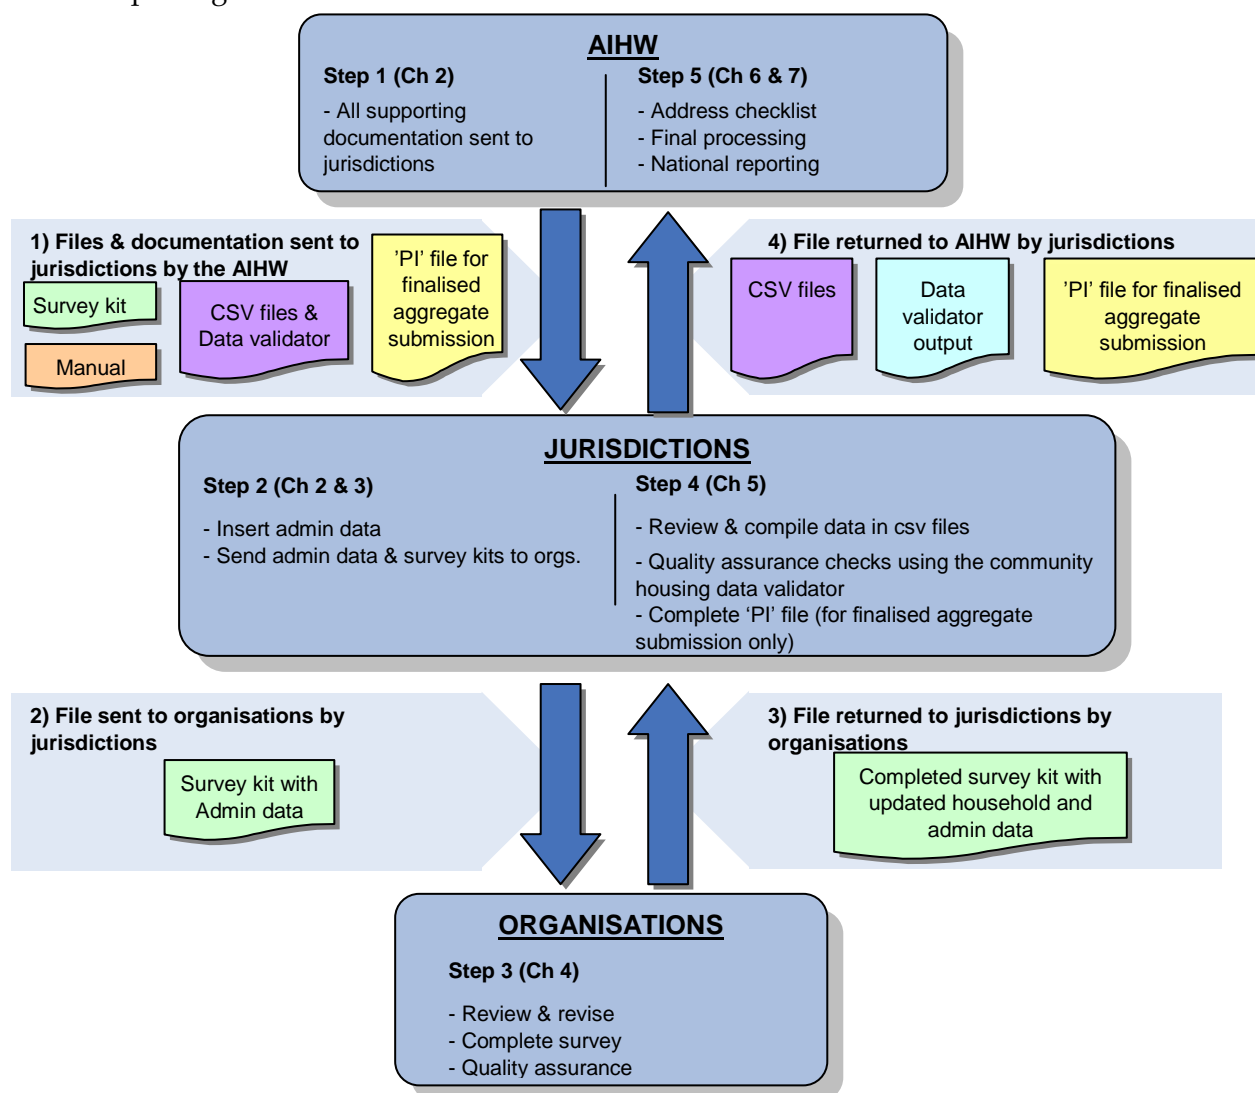 AIHW
Step 1 (Ch 2)
- All supporting
documentation sent to
jurisdictions
Step 5 (Ch 6 & 7)
- Address checklist
- Final processing
- National reporting
1) Files & documentation sent to
jurisdictions by the AIHW
Survey kit
Manual
CSV files &
Data validator
'PI' file for
finalised
aggregate
submission
4) File returned to AIHW by jurisdictions
CSV files
Data
validator
output
'PI' file for finalised
aggregate
submission
JURISDICTIONS
Step 2 (Ch 2 & 3)
- Insert admin data
- Send admin data & survey kits to orgs.
Step 4 (Ch 5)
- Review & compile data in csv files
- Quality assurance checks using the community
housing data validator
- Complete ‘PI’ file (for finalised aggregate
submission only)
2) File sent to organisations by
jurisdictions
Survey kit with
Admin data
3) File returned to jurisdictions by
organisations
Completed survey kit with
updated household and
admin data
ORGANISATIONS
Step 3 (Ch 4)
- Review & revise
- Complete survey
- Quality assurance